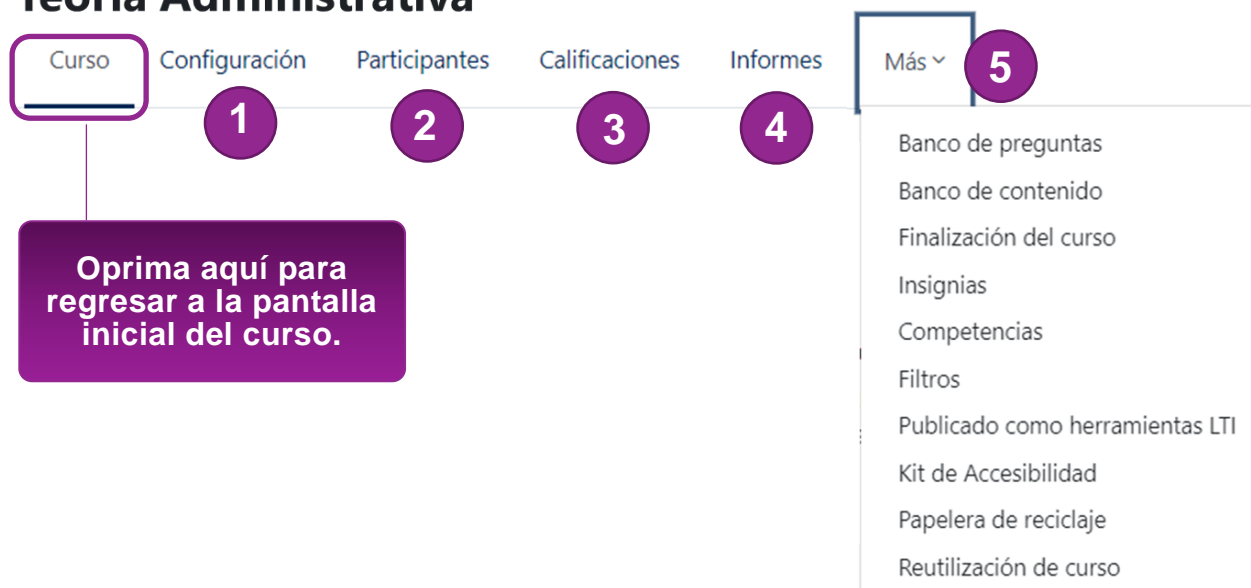 Teoría Administrativa
Curso Configuración Participantes Calificaciones Informes Más
1 2 3 4 5
Oprima aquí para
regresar a la pantalla
inicial del curso.
Banco de preguntas
Banco de contenido
Finalización del curso
Insignias
Competencias
Filtros
Publicado como herramientas LTI
Kit de Accesibilidad
Papelera de reciclaje
Reutilización de curso